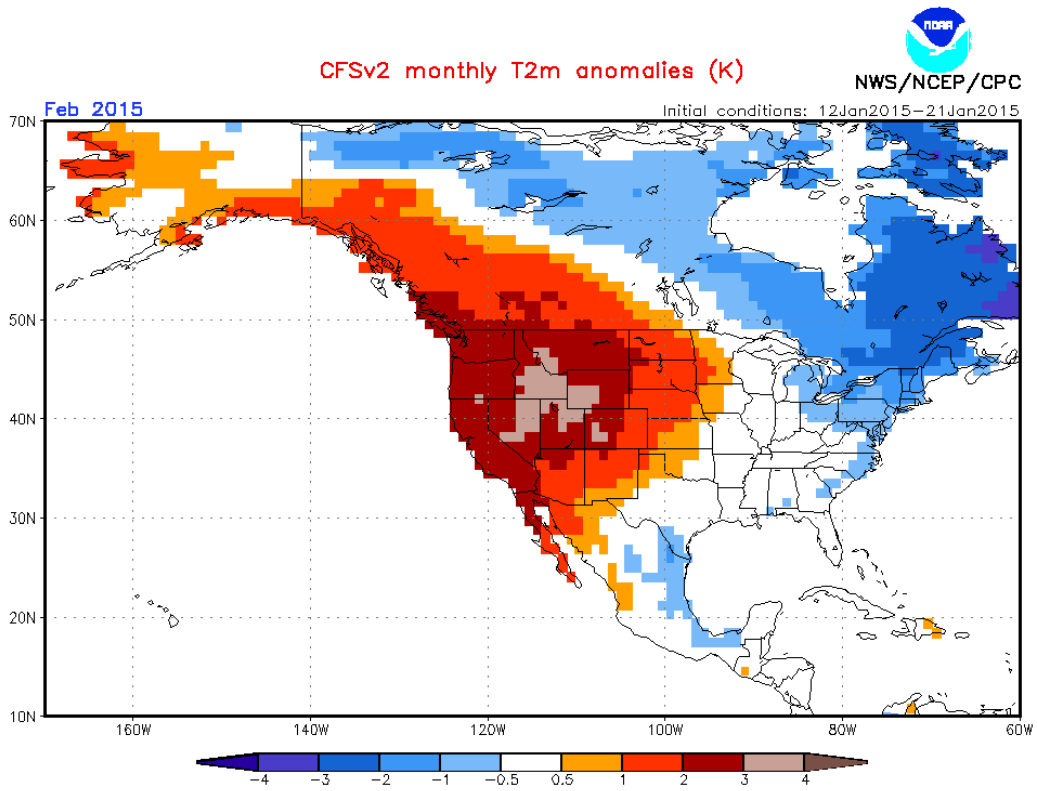 NOAA
CFSv2 monthly T2m anomalies (K)
NWS/NCEP/CPC
Feb 2015
Initial conditions: 12Jan2015-21Jan2015
70N
60N
50N
40N
30N
20N
10N
160W 140W 120W 100W 80W 60W
-4 -3 -2 -1 -0.5 0.5 1 2 3 4